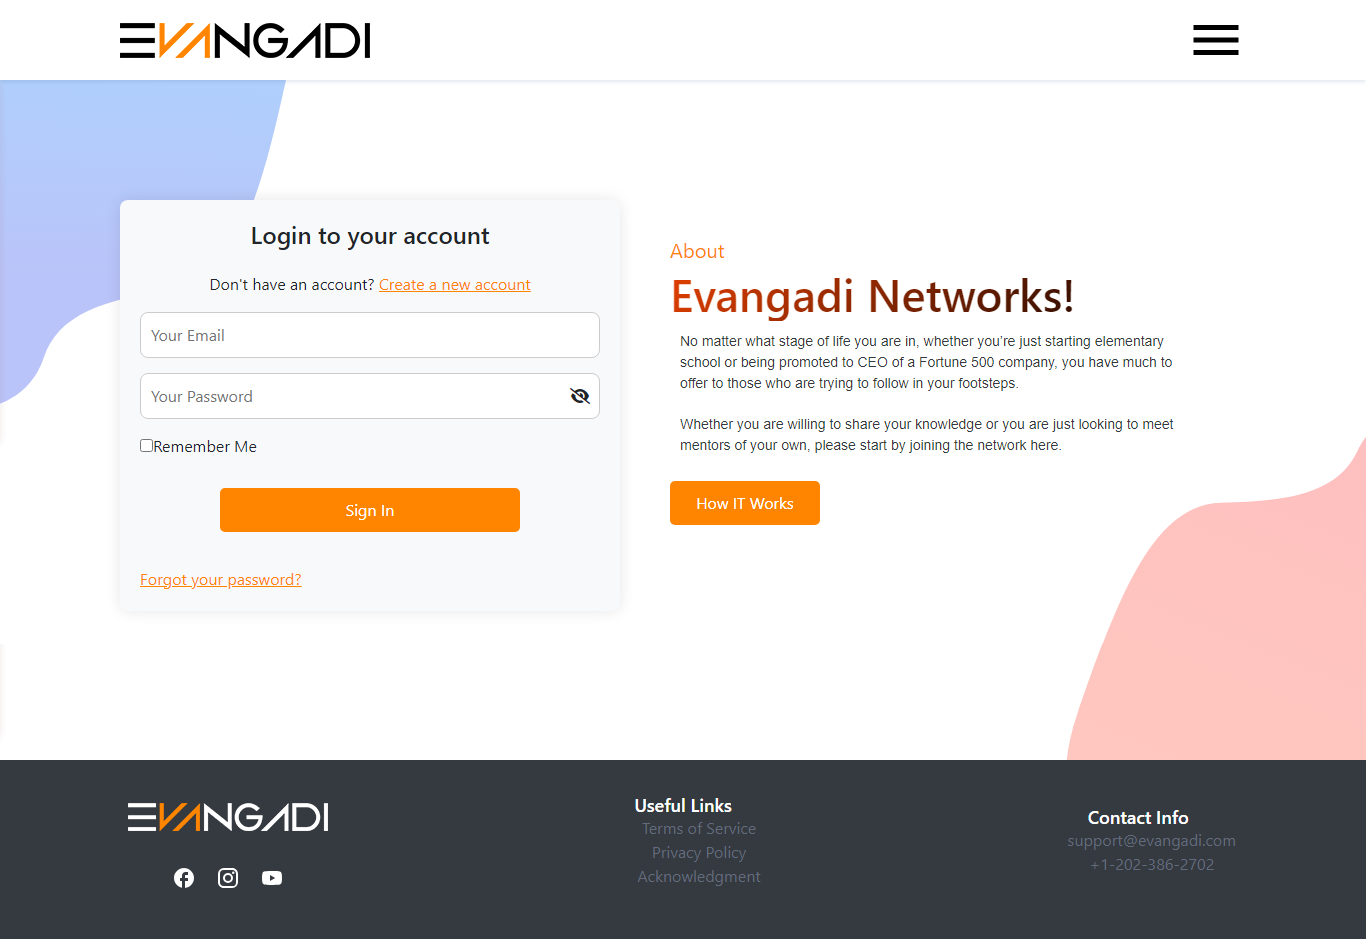 EVANGADI
Login to your account
Don't have an account? Create a new account
Your Email
Your Password
Remember Me
Sign In
Forgot your password?
About
Evangadi Networks!
No matter what stage of life you are in, whether you’re just starting elementary
school or being promoted to CEO of a Fortune 500 company, you have much to
offer to those who are trying to follow in your footsteps.
Whether you are willing to share your knowledge or you are just looking to meet
mentors of your own, please start by joining the network here.
How IT Works
EVANGADI
Useful Links
Terms of Service
Privacy Policy
Acknowledgment
Contact Info
support@evangadi.com
+1-202-386-2702